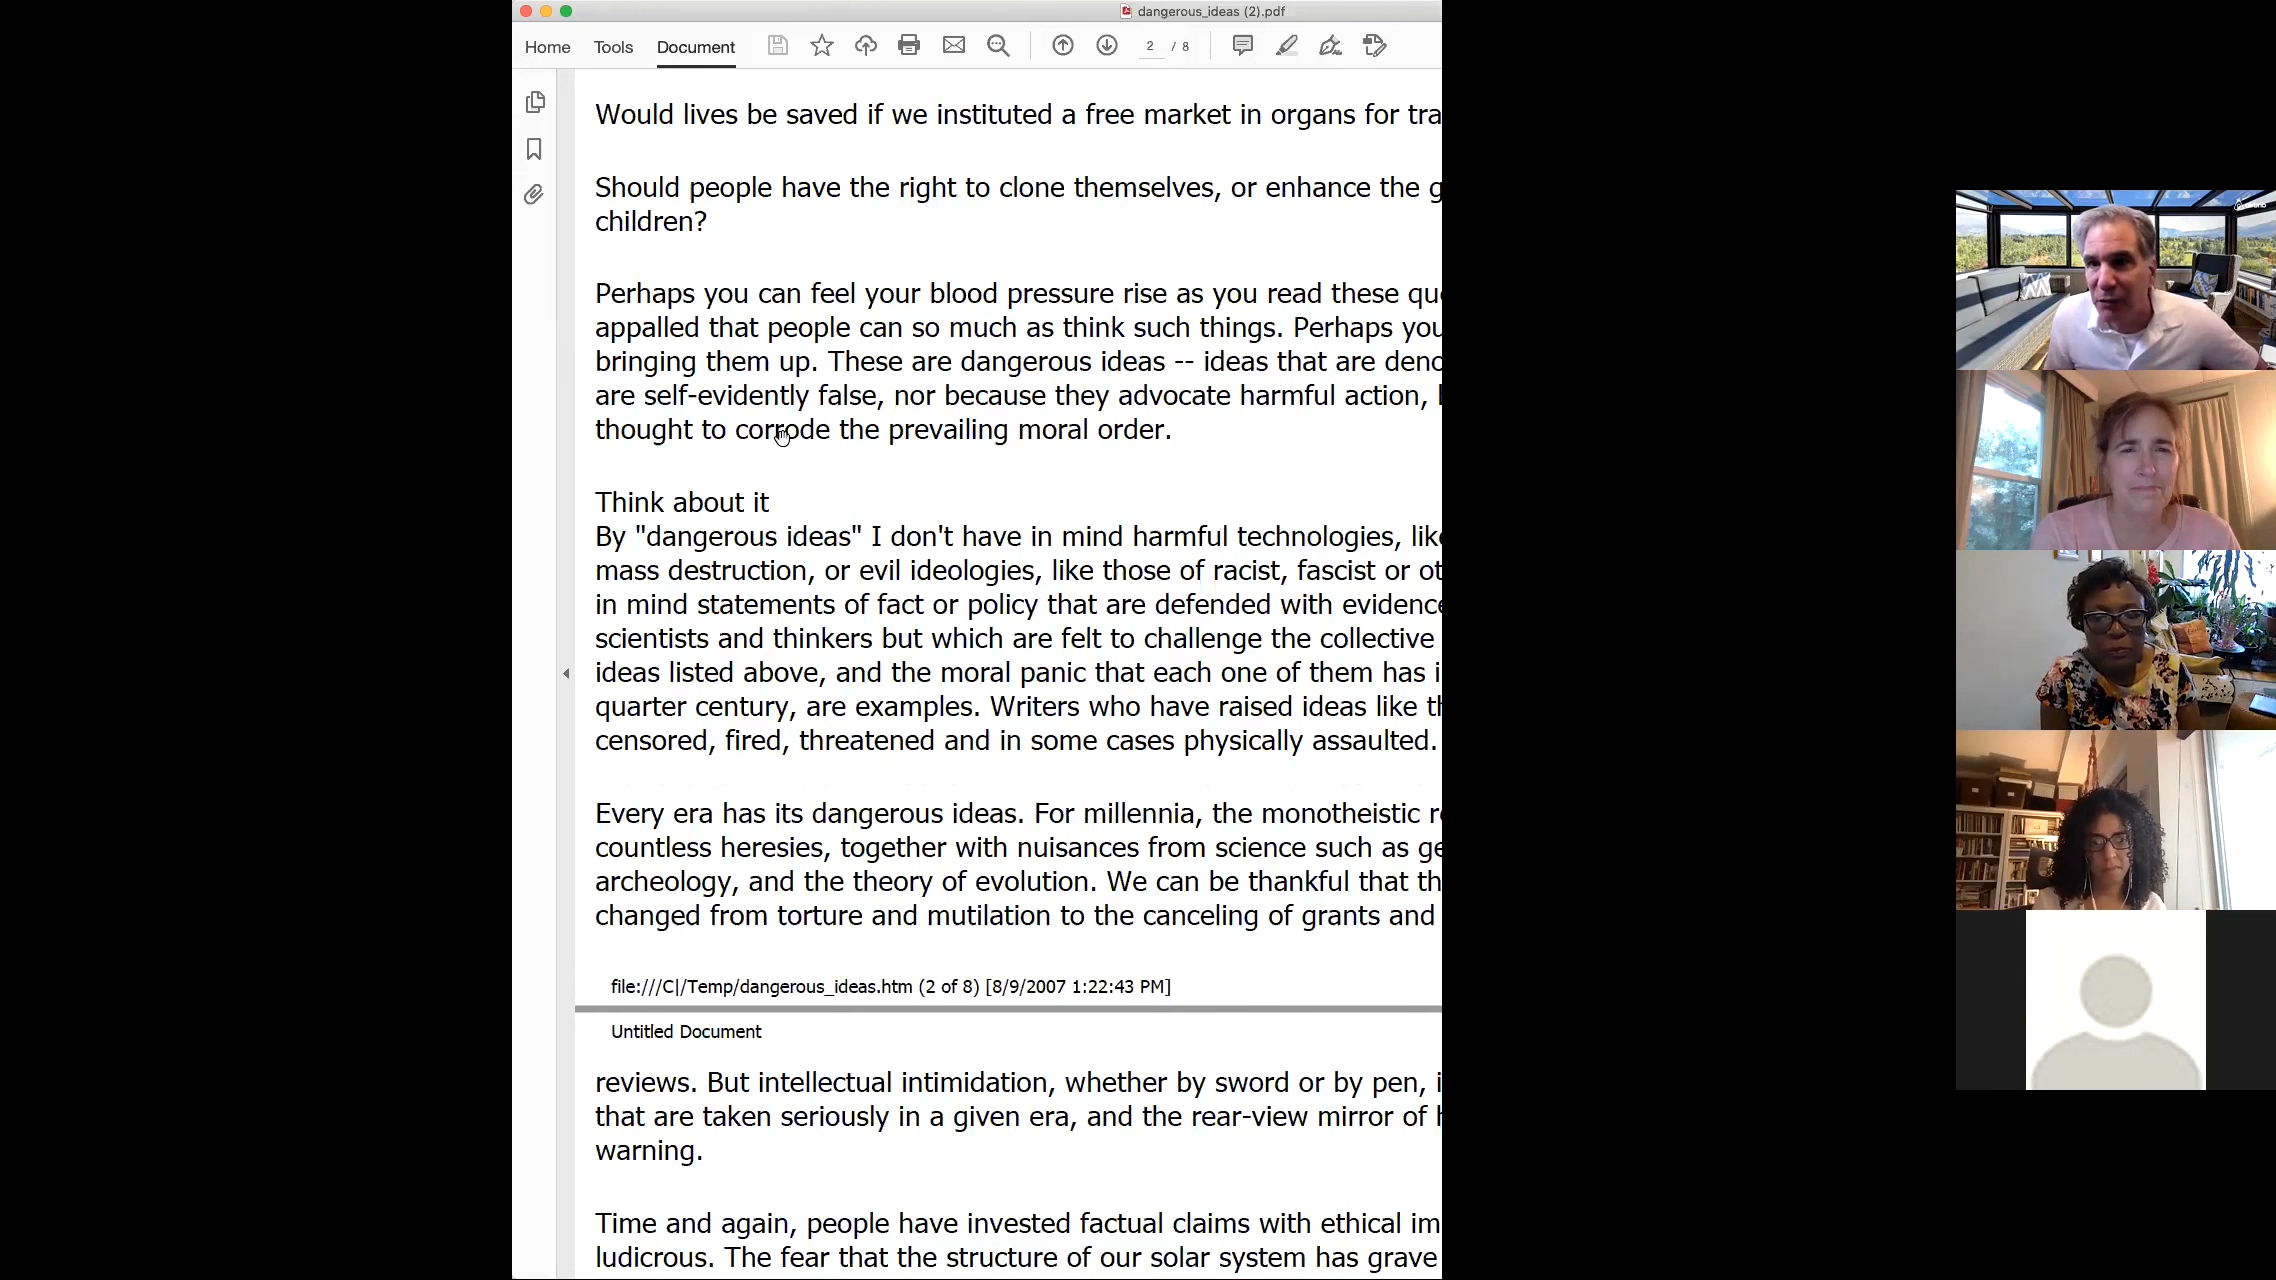 dangerous_ideas (2).pdf
Home Tools Document 2 / 8
Would lives be saved if we instituted a free market in organs for tra
Should people have the right to clone themselves, or enhance the g
children?
Perhaps you can feel your blood pressure rise as you read these que
appalled that people can so much as think such things. Perhaps you
bringing them up. These are dangerous ideas -- ideas that are deno
are self-evidently false, nor because they advocate harmful action, b
thought to corrode the prevailing moral order.
Think about it
By "dangerous ideas" I don't have in mind harmful technologies, like
mass destruction, or evil ideologies, like those of racist, fascist or ot
in mind statements of fact or policy that are defended with evidence
scientists and thinkers but which are felt to challenge the collective
ideas listed above, and the moral panic that each one of them has i
quarter century, are examples. Writers who have raised ideas like th
censored, fired, threatened and in some cases physically assaulted.
Every era has its dangerous ideas. For millennia, the monotheistic re
countless heresies, together with nuisances from science such as ge
archeology, and the theory of evolution. We can be thankful that th
changed from torture and mutilation to the canceling of grants and
file:///C|/Temp/dangerous_ideas.htm (2 of 8) [8/9/2007 1:22:43 PM]
Untitled Document
reviews. But intellectual intimidation, whether by sword or by pen, i
that are taken seriously in a given era, and the rear-view mirror of h
warning.
Time and again, people have invested factual claims with ethical im
ludicrous. The fear that the structure of our solar system has grave